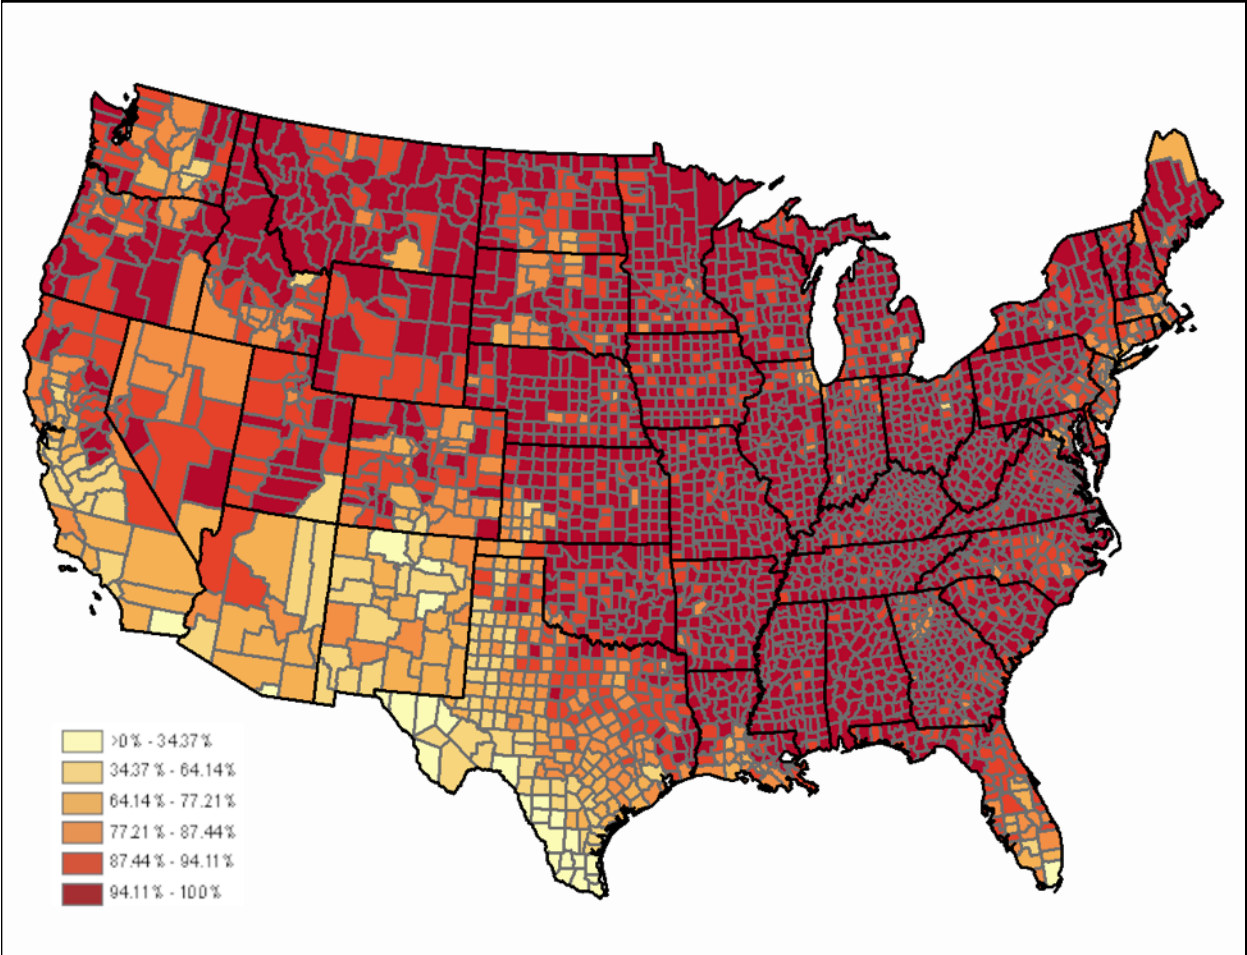 >0% - 34.37%
34.37% - 64.14%
64.14% - 77.21%
77.21% - 87.44%
87.44% - 94.11%
94.11% - 100%